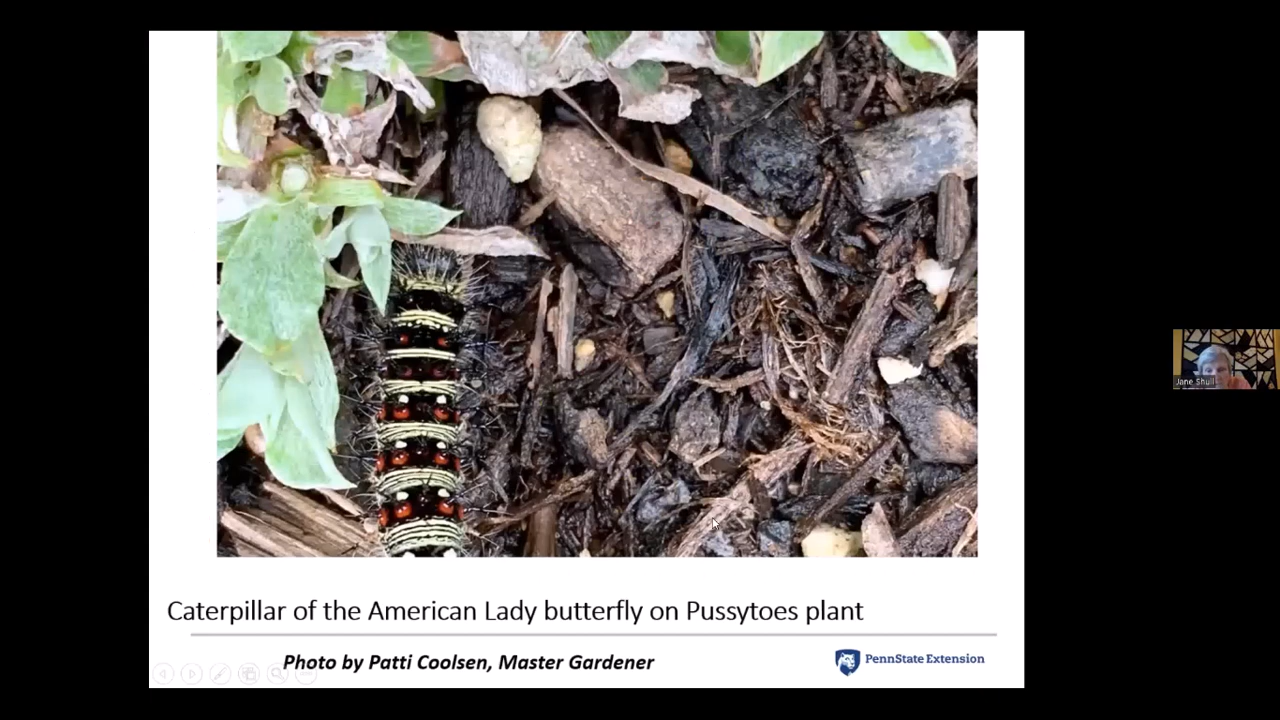 Jane Shull
Caterpillar of the American Lady butterfly on Pussytoes plant
Photo by Patti Coolsen, Master Gardener
PennState Extension